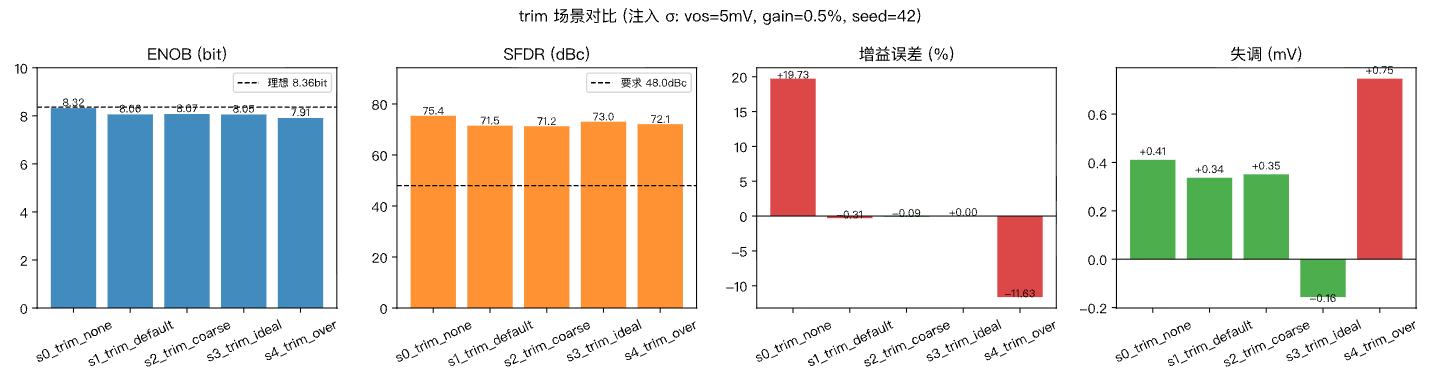 trim 场景对比 (注入 σ: vos=5mV, gain=0.5%, seed=42)
ENOB (bit)
10
8
6
4
2
0
理想 8.36bit
8.32
8.06
8.07
8.05
7.91
s0_trim_none
s1_trim_default
s2_trim_coarse
s3_trim_ideal
s4_trim_over
SFDR (dBc)
80
60
40
20
0
要求 48.0dBc
75.4
71.5
71.2
73.0
72.1
s0_trim_none
s1_trim_default
s2_trim_coarse
s3_trim_ideal
s4_trim_over
增益误差 (%)
20
15
10
5
0
−5
−10
+19.73
−0.31
−0.09
+0.00
−11.63
s0_trim_none
s1_trim_default
s2_trim_coarse
s3_trim_ideal
s4_trim_over
失调 (mV)
0.6
0.4
0.2
0.0
−0.2
+0.41
+0.34
+0.35
−0.16
+0.75
s0_trim_none
s1_trim_default
s2_trim_coarse
s3_trim_ideal
s4_trim_over